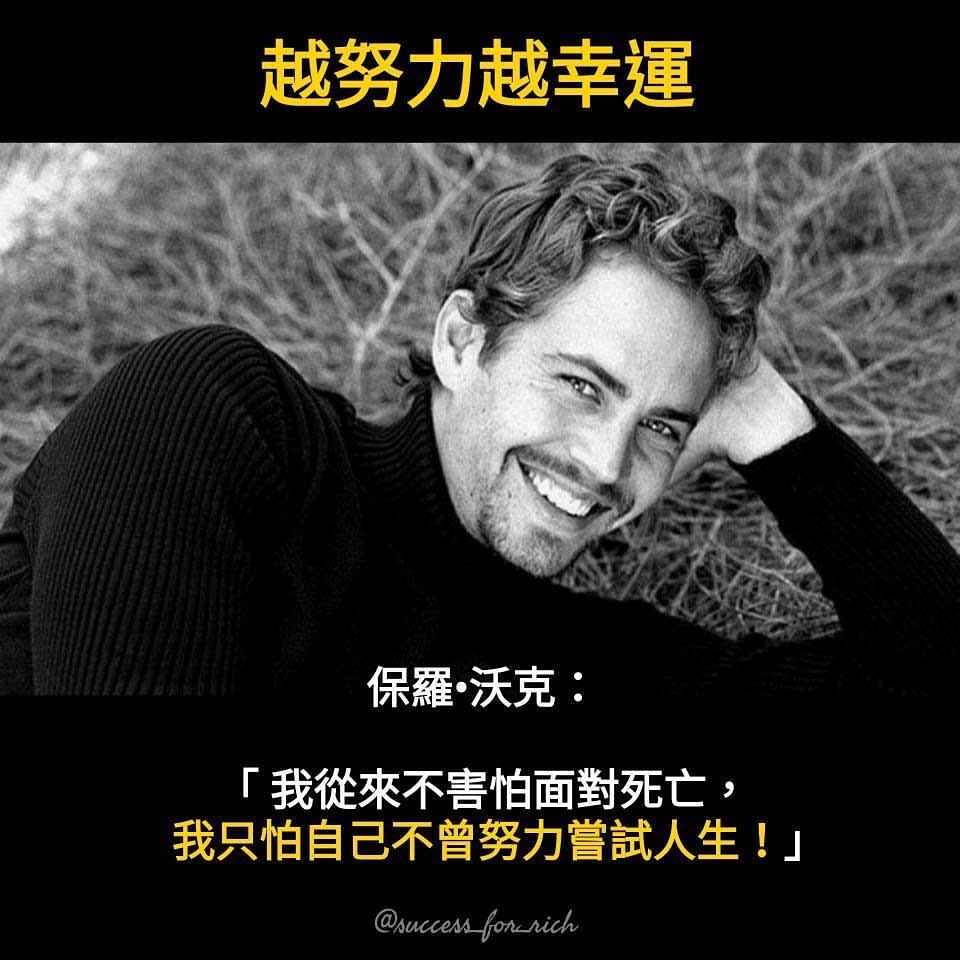 越努力越幸運
保羅•沃克：
「 我從來不害怕面對死亡，
我只怕自己不曾努力嘗試人生！」
@success_for_rich